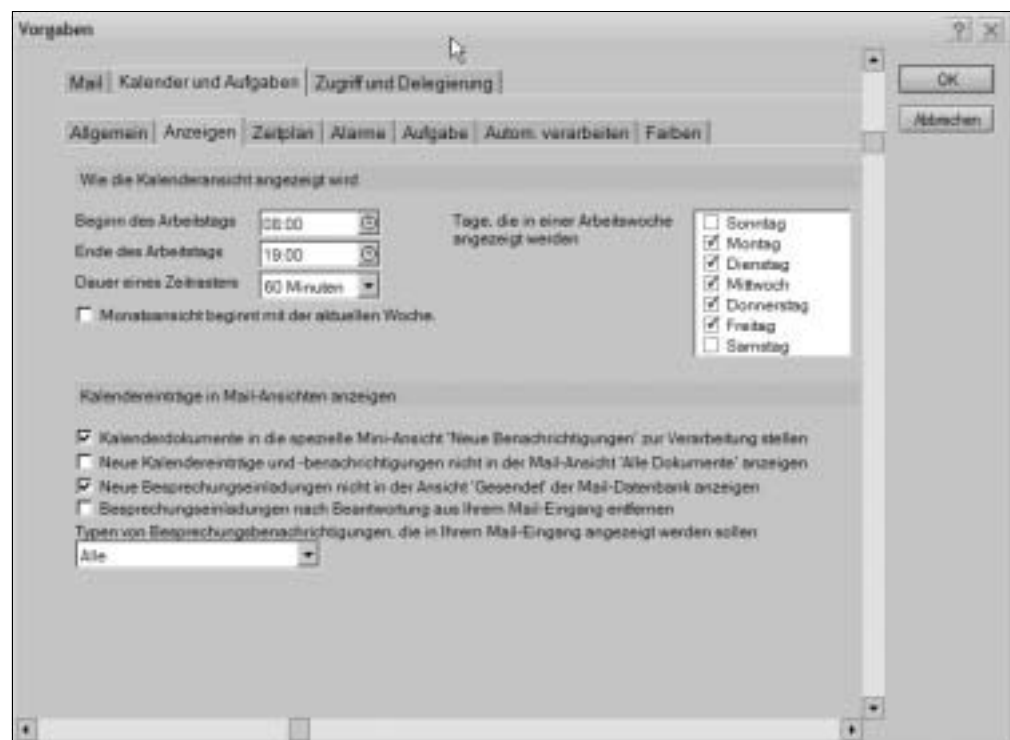 Vorgaben
Mail Kalender und Aufgaben Zugriff und Delegierung
OK
Abbrechen
Allgemein Anzeigen Zeitplan Alarme Aufgabe Autom. verarbeiten Farben
Wie die Kalenderansicht angezeigt wird
Beginn des Arbeitstags 08:00
Ende des Arbeitstags 19:00
Dauer eines Zeitrasters 60 Minuten
Monatsansicht beginnt mit der aktuellen Woche.
Tage, die in einer Arbeitswoche
angezeigt werden
Sonntag
Montag
Dienstag
Mittwoch
Donnerstag
Freitag
Samstag
Kalendereinträge in Mail-Ansichten anzeigen
Kalenderdokumente in die spezielle Mini-Ansicht 'Neue Benachrichtigungen' zur Verarbeitung stellen
Neue Kalendereinträge und -benachrichtigungen nicht in der Mail-Ansicht 'Alle Dokumente' anzeigen
Neue Besprechungseinladungen nicht in der Ansicht 'Gesendet' der Mail-Datenbank anzeigen
Besprechungseinladungen nach Beantwortung aus Ihrem Mail-Eingang entfernen
Typen von Besprechungsbenachrichtigungen, die in Ihrem Mail-Eingang angezeigt werden sollen
Alle